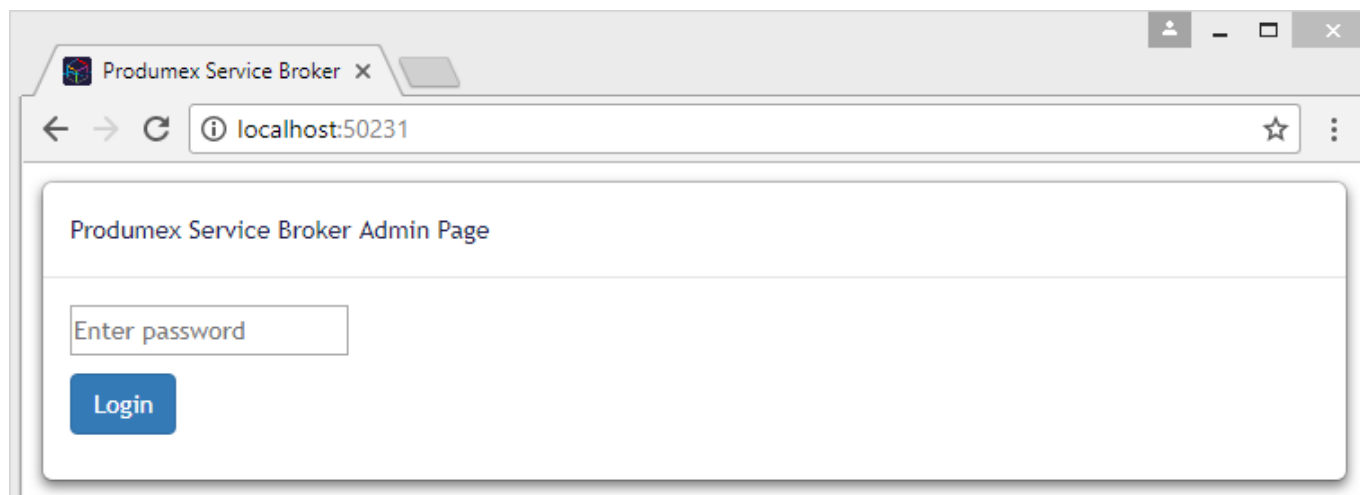 Produmex Service Broker
localhost:50231
Produmex Service Broker Admin Page
Enter password
Login